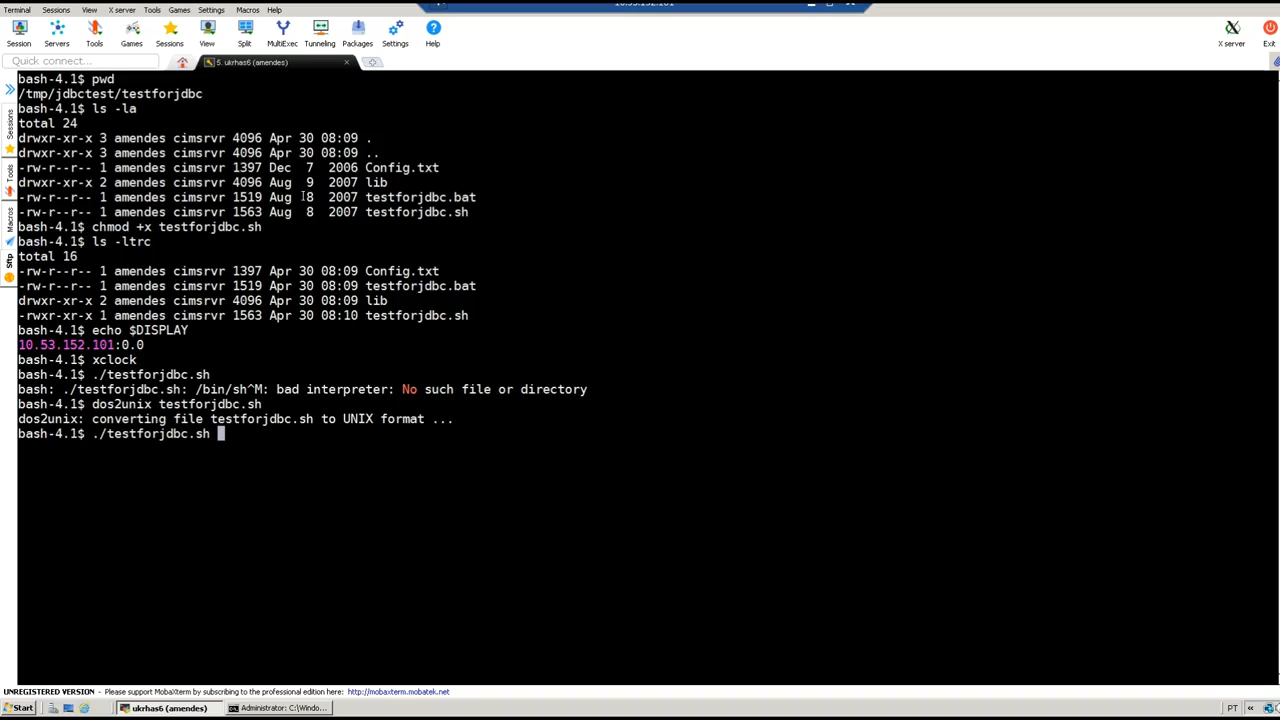 Terminal Sessions View X server Tools Games Settings Macros Help
Session Servers Tools Games Sessions View Split MultiExec Tunneling Packages Settings Help X server Exit
Quick connect...
5. ukrhas6 (amendes)
Sessions
Tools
Macros
Sftp
bash-4.1$ pwd
/tmp/jdbctest/testforjdbc
bash-4.1$ ls -la
total 24
drwxr-xr-x 3 amendes cimsrvr 4096 Apr 30 08:09 .
drwxr-xr-x 3 amendes cimsrvr 4096 Apr 30 08:09 ..
-rw-r--r-- 1 amendes cimsrvr 1397 Dec  7  2006 Config.txt
drwxr-xr-x 2 amendes cimsrvr 4096 Aug  9  2007 lib
-rw-r--r-- 1 amendes cimsrvr 1519 Aug  8  2007 testforjdbc.bat
-rw-r--r-- 1 amendes cimsrvr 1563 Aug  8  2007 testforjdbc.sh
bash-4.1$ chmod +x testforjdbc.sh
bash-4.1$ ls -ltrc
total 16
-rw-r--r-- 1 amendes cimsrvr 1397 Apr 30 08:09 Config.txt
-rw-r--r-- 1 amendes cimsrvr 1519 Apr 30 08:09 testforjdbc.bat
drwxr-xr-x 2 amendes cimsrvr 4096 Apr 30 08:09 lib
-rwxr-xr-x 1 amendes cimsrvr 1563 Apr 30 08:10 testforjdbc.sh
bash-4.1$ echo $DISPLAY
10.53.152.101:0.0
bash-4.1$ xclock
bash-4.1$ ./testforjdbc.sh
bash: ./testforjdbc.sh: /bin/sh^M: bad interpreter: No such file or directory
bash-4.1$ dos2unix testforjdbc.sh
dos2unix: converting file testforjdbc.sh to UNIX format ...
bash-4.1$ ./testforjdbc.sh
UNREGISTERED VERSION - Please support MobaXterm by subscribing to the professional edition here: http://mobaxterm.mobatek.net
Start ukrhas6 (amendes) Administrator: C:\Windo... PT